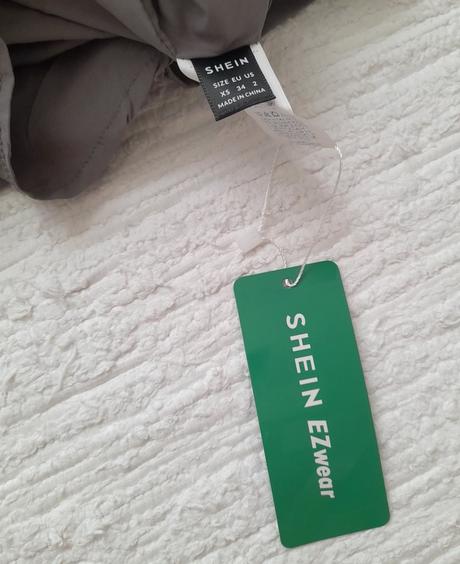 SHEIN
SIZE EU US
XS 34 2
MADE IN CHINA
SHEIN EZwear